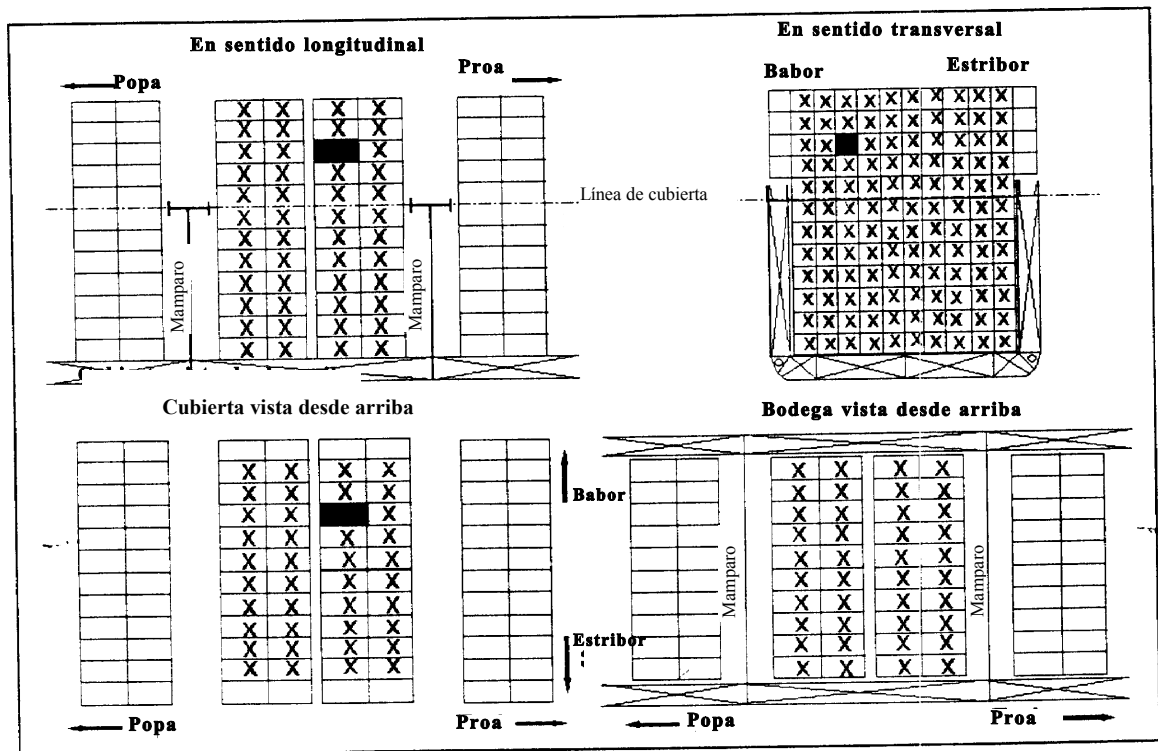 En sentido longitudinal
Popa
Proa
Mamparo
Mamparo
Línea de cubierta
En sentido transversal
Babor
Estribor
Cubierta vista desde arriba
Babor
Estribor
Popa
Proa
Bodega vista desde arriba
Mamparo
Mamparo
Popa
Proa